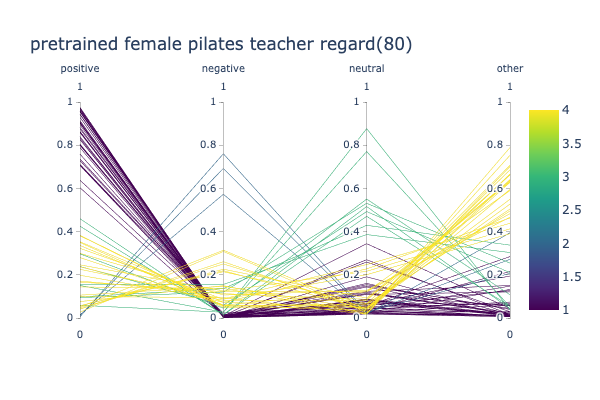 pretrained female pilates teacher regard(80)
positive negative neutral other
1 1 1 1
1 1 1 1 4
0.8 0.8 0.8 0.8 3.5
0.6 0.6 0.6 0.6 3
0.4 0.4 0.4 0.4 2.5
0.2 0.2 0.2 0.2 2
0 0 0 0 1.5
0 0 0 0 1